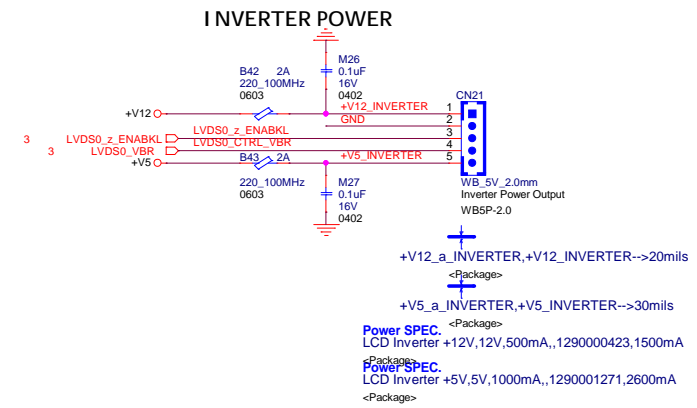 INVERTER POWER
M26
B42 2A
0.1uF
220_100MHz
16V
0603
0402
CN21
+V12
+V12_INVERTER
1
GND
2
3 LVDS0_z_ENABKL
LVDS0_z_ENABKL
3
3 LVDS0_VBR
LVDS0_CTRL_VBR
4
+V5
B43 2A
+V5_INVERTER
5
220_100MHz
0603
M27
0.1uF
16V
0402
WB_5V_2.0mm
Inverter Power Output
WB5P-2.0
+V12_a_INVERTER,+V12_INVERTER-->20mils
<Package>
+V5_a_INVERTER,+V5_INVERTER-->30mils
<Package>
Power SPEC.
LCD Inverter +12V,12V,500mA,,1290000423,1500mA
<Package>
Power SPEC.
LCD Inverter +5V,5V,1000mA,,1290001271,2600mA
<Package>